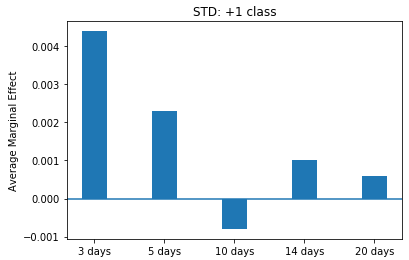 STD: +1 class
Average Marginal Effect
0.004
0.003
0.002
0.001
0.000
−0.001
3 days 5 days 10 days 14 days 20 days